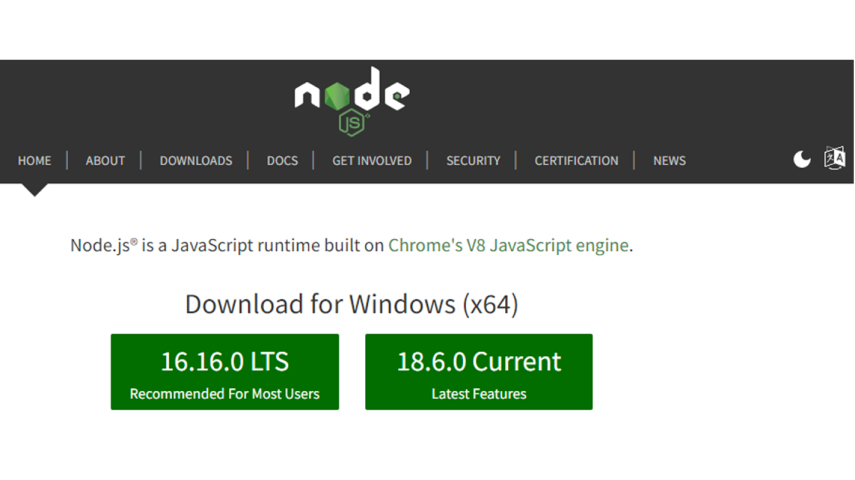 node
JS
HOME | ABOUT | DOWNLOADS | DOCS | GET INVOLVED | SECURITY | CERTIFICATION | NEWS
Node.js® is a JavaScript runtime built on Chrome's V8 JavaScript engine.
Download for Windows (x64)
16.16.0 LTS
Recommended For Most Users
18.6.0 Current
Latest Features